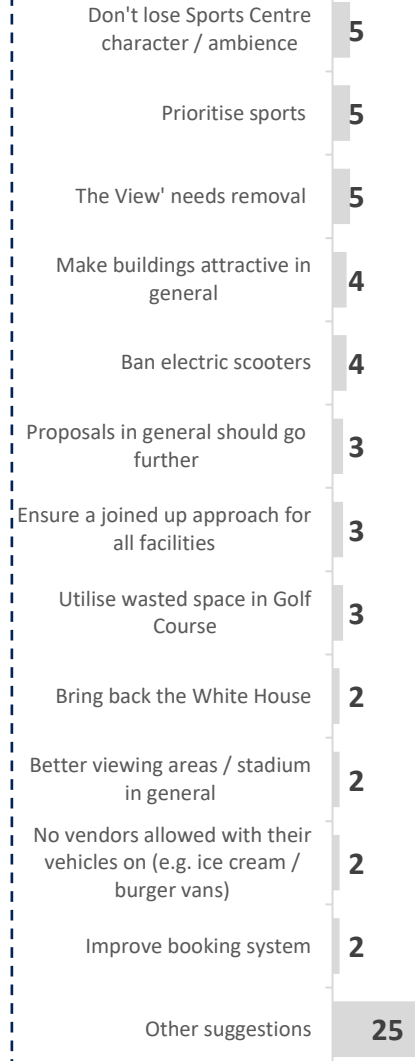 Don't lose Sports Centre
character / ambience
5
Prioritise sports
5
The View' needs removal
5
Make buildings attractive in
general
4
Ban electric scooters
4
Proposals in general should go
further
3
Ensure a joined up approach for
all facilities
3
Utilise wasted space in Golf
Course
3
Bring back the White House
2
Better viewing areas / stadium
in general
2
No vendors allowed with their
vehicles on (e.g. ice cream /
burger vans)
2
Improve booking system
2
Other suggestions
25